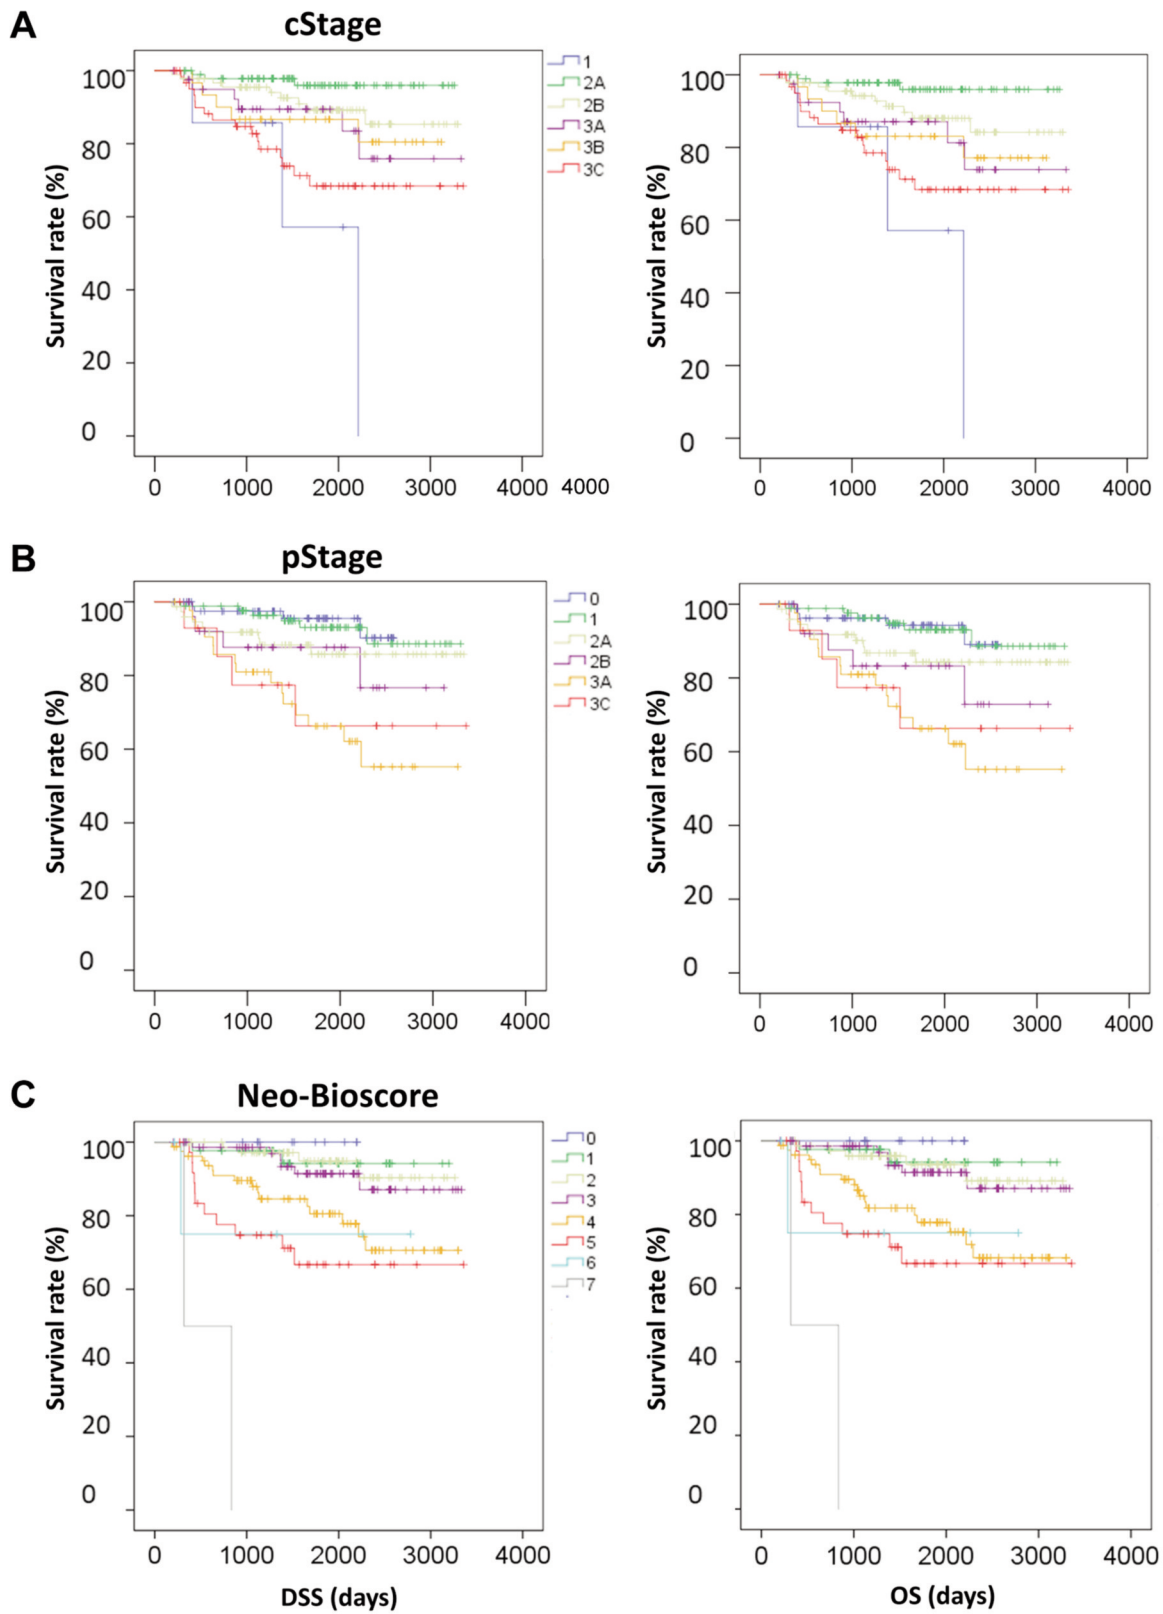 A
cStage
Survival rate (%)
100
80
60
40
20
0
0 1000 2000 3000 4000 4000
1
2A
2B
3A
3B
3C
Survival rate (%)
100
80
60
40
20
0
0 1000 2000 3000 4000
B
pStage
Survival rate (%)
100
80
60
40
20
0
0 1000 2000 3000 4000
0
1
2A
2B
3A
3C
Survival rate (%)
100
80
60
40
20
0
0 1000 2000 3000 4000
C
Neo-Bioscore
Survival rate (%)
100
80
60
40
20
0
0 1000 2000 3000 4000
DSS (days)
0
1
2
3
4
5
6
7
Survival rate (%)
100
80
60
40
20
0
0 1000 2000 3000 4000
OS (days)